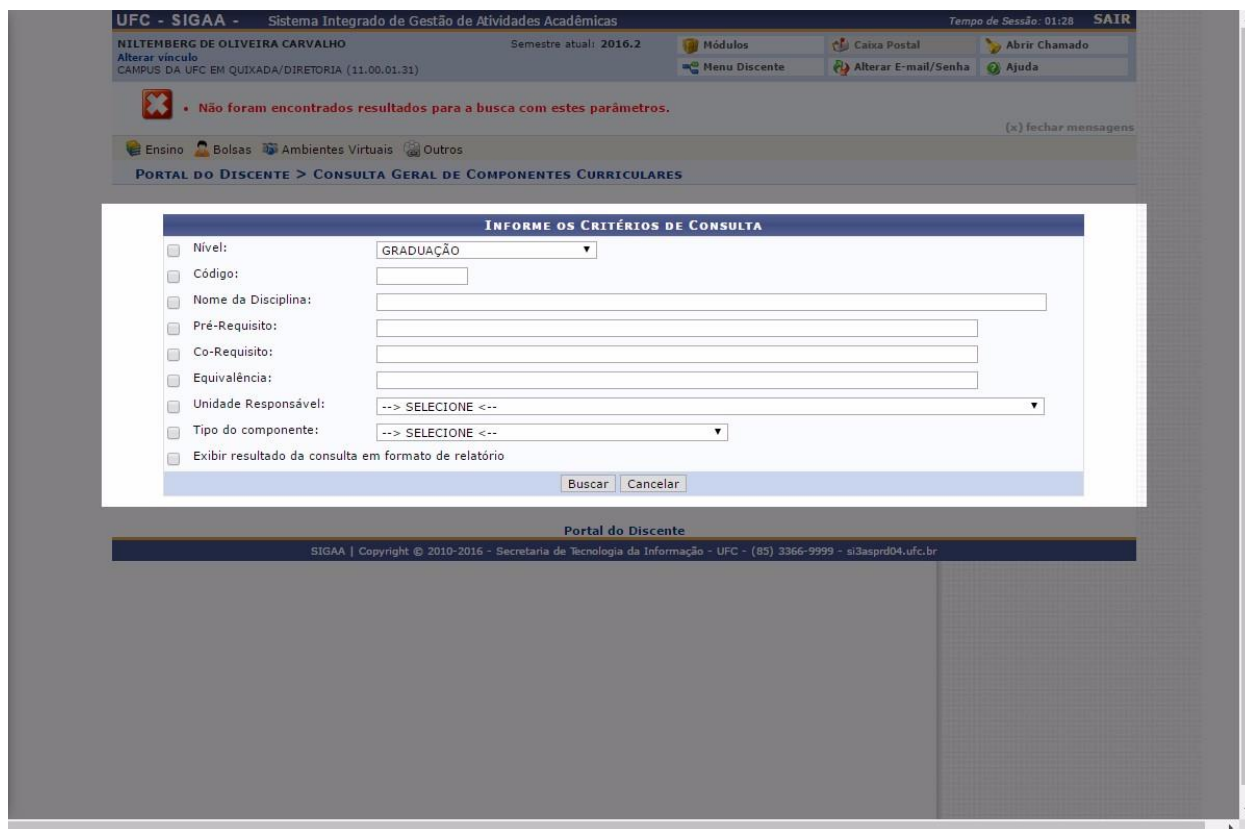 UFC - SIGAA - Sistema Integrado de Gestão de Atividades Acadêmicas Tempo de Sessão: 01:28 SAIR
NILTEMBERG DE OLIVEIRA CARVALHO Semestre atual: 2016.2 Módulos Caixa Postal Abrir Chamado
Alterar vínculo
CAMPUS DA UFC EM QUIXADA/DIRETORIA (11.00.01.31) Menu Discente Alterar E-mail/Senha Ajuda
• Não foram encontrados resultados para a busca com estes parâmetros.
(x) fechar mensagens
Ensino Bolsas Ambientes Virtuais Outros
PORTAL DO DISCENTE > CONSULTA GERAL DE COMPONENTES CURRICULARES
INFORME OS CRITÉRIOS DE CONSULTA
Nível: GRADUAÇÃO
Código:
Nome da Disciplina:
Pré-Requisito:
Co-Requisito:
Equivalência:
Unidade Responsável: --> SELECIONE <--
Tipo do componente: --> SELECIONE <--
Exibir resultado da consulta em formato de relatório
Buscar Cancelar
Portal do Discente
SIGAA | Copyright © 2010-2016 - Secretaria de Tecnologia da Informação - UFC - (85) 3366-9999 - si3asprd04.ufc.br